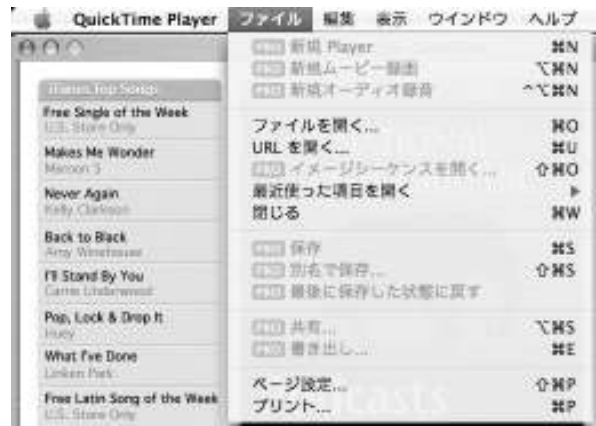 QuickTime Player ファイル 編集 表示 ウインドウ ヘルプ
PRO 新規 Player ⌘N
PRO 新規ムービー録画 ⌥⌘N
PRO 新規オーディオ録音 ^⌥⌘N
ファイルを開く... ⌘O
URL を開く... ⌘U
PRO イメージシーケンスを開く... ⇧⌘O
最近使った項目を開く ▶
閉じる ⌘W
PRO 保存 ⌘S
PRO 別名で保存... ⇧⌘S
PRO 最後に保存した状態に戻す
PRO 共有... ⌥⌘S
PRO 書き出し... ⌘E
ページ設定... ⇧⌘P
プリント... ⌘P
iTunes Top Songs
Free Single of the Week
U.S. Store Only
Makes Me Wonder
Maroon 5
Never Again
Kelly Clarkson
Back to Black
Amy Winehouse
I'll Stand By You
Carrie Underwood
Pop, Lock & Drop It
Huey
What I've Done
Linkin Park
Free Latin Song of the Week
U.S. Store Only